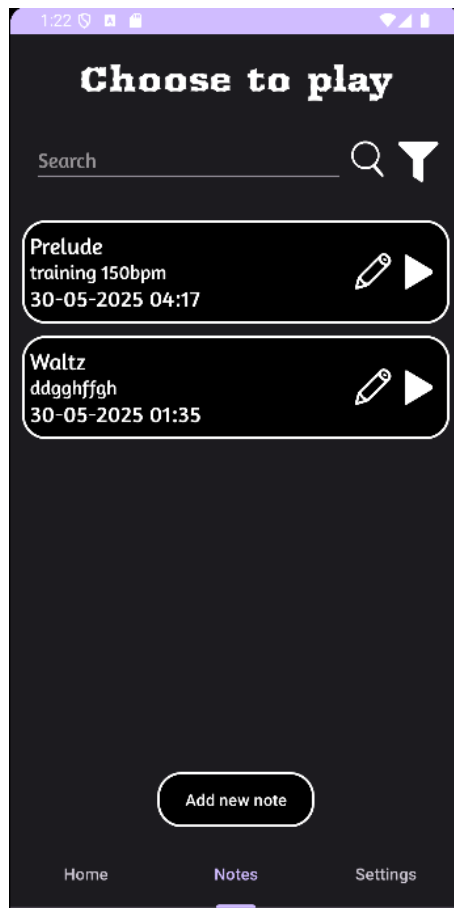 1:22
Choose to play
Search
Prelude
training 150bpm
30-05-2025 04:17
Waltz
ddgghffgh
30-05-2025 01:35
Add new note
Home Notes Settings